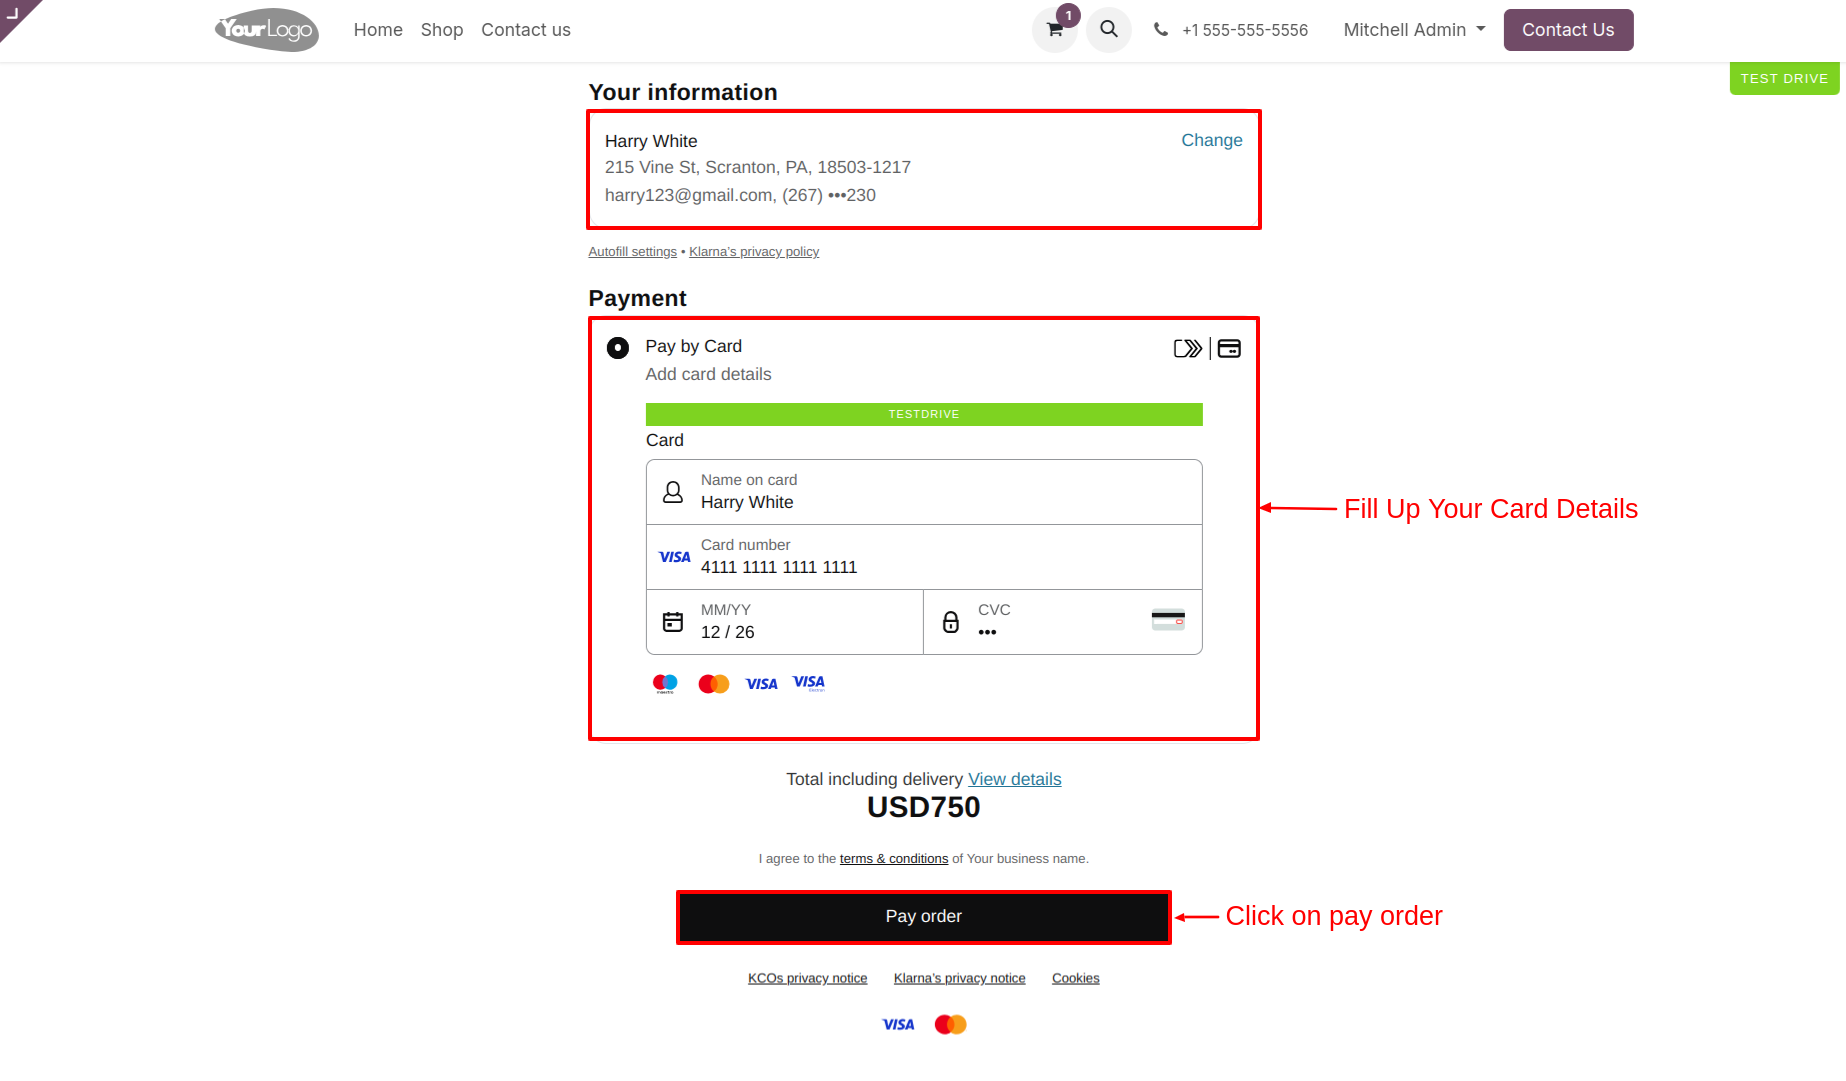 YourLogo
Home Shop Contact us
1
+1 555-555-5556
Mitchell Admin
Contact Us
TEST DRIVE
Your information
Harry White
Change
215 Vine St, Scranton, PA, 18503-1217
harry123@gmail.com, (267) •••230
Autofill settings • Klarna's privacy policy
Payment
Pay by Card
Add card details
TESTDRIVE
Card
Name on card
Harry White
Fill Up Your Card Details
Card number
VISA
4111 1111 1111 1111
MM/YY
12 / 26
CVC
•••
maestro
VISA
VISA
Electron
Total including delivery View details
USD750
I agree to the terms & conditions of Your business name.
Pay order
Click on pay order
KCOs privacy notice Klarna's privacy notice Cookies
VISA